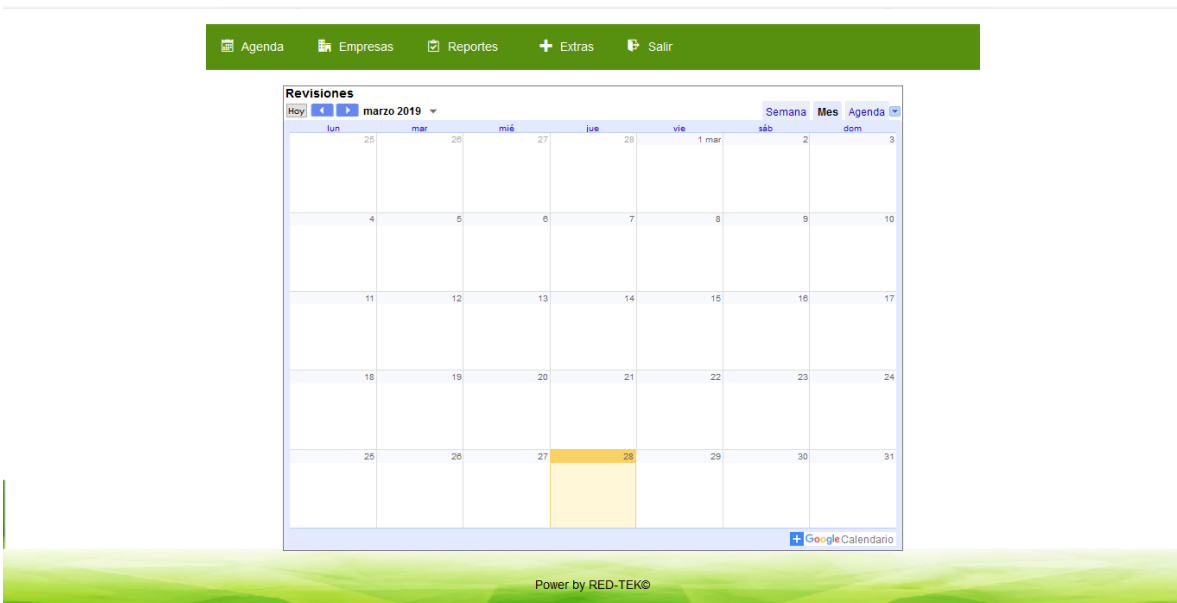 Agenda Empresas Reportes Extras Salir
Revisiones
Hoy marzo 2019 Semana Mes Agenda
lun mar mié jue vie sáb dom
25 26 27 28 1 mar 2 3
4 5 6 7 8 9 10
11 12 13 14 15 16 17
18 19 20 21 22 23 24
25 26 27 28 29 30 31
Google Calendario
Power by RED-TEK©